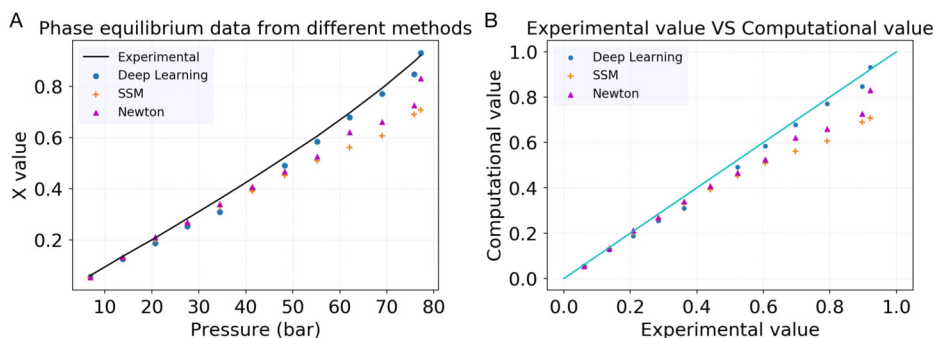 A
Phase equilibrium data from different methods
Experimental
Deep Learning
SSM
Newton
0.8
0.6
0.4
0.2
X value
10 20 30 40 50 60 70 80
Pressure (bar)
B
Experimental value VS Computational value
Deep Learning
SSM
Newton
1.0
0.8
0.6
0.4
0.2
0.0
Computational value
0.0 0.2 0.4 0.6 0.8 1.0
Experimental value